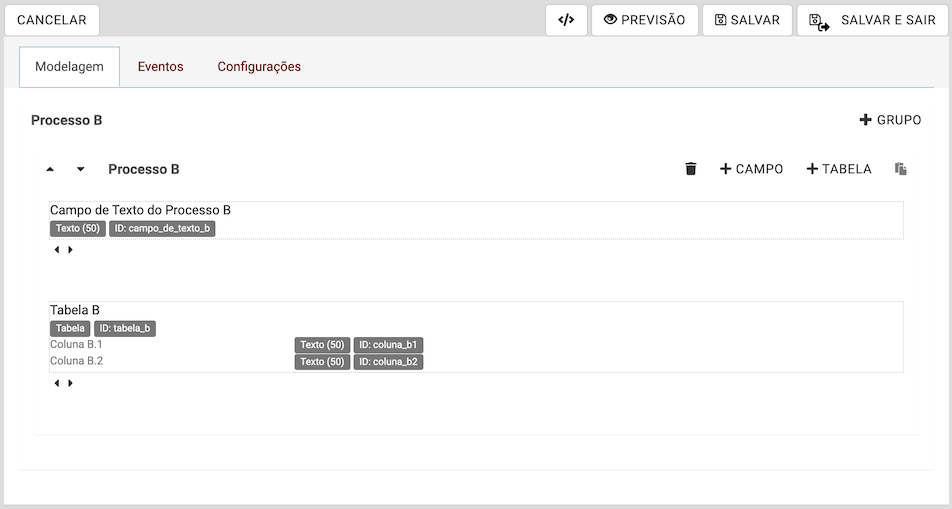 CANCELAR </> PREVISÃO SALVAR SALVAR E SAIR
Modelagem Eventos Configurações
Processo B + GRUPO
Processo B + CAMPO + TABELA
Campo de Texto do Processo B
Texto (50) ID: campo_de_texto_b
Tabela B
Tabela ID: tabela_b
Coluna B.1 Texto (50) ID: coluna_b1
Coluna B.2 Texto (50) ID: coluna_b2